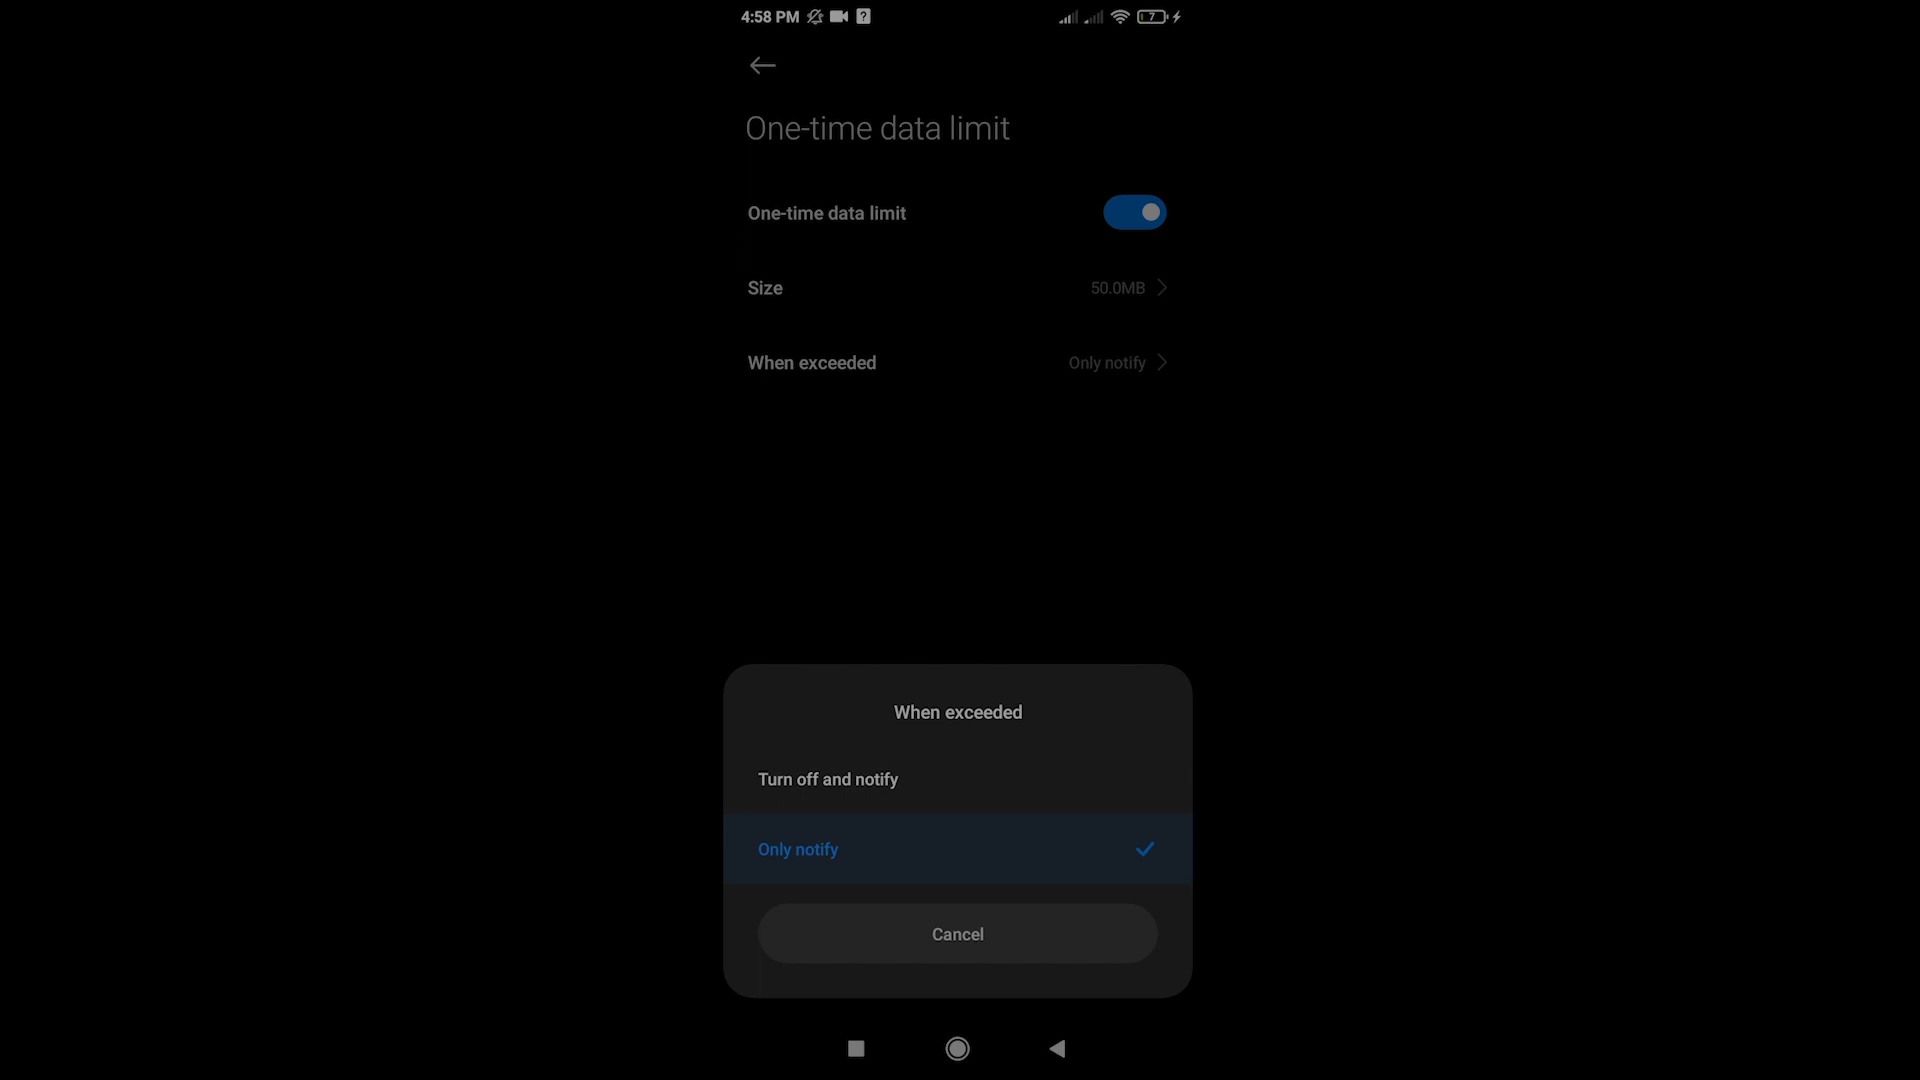 4:58 PM ? 7
One-time data limit
One-time data limit
Size 50.0MB
When exceeded Only notify
When exceeded
Turn off and notify
Only notify
Cancel